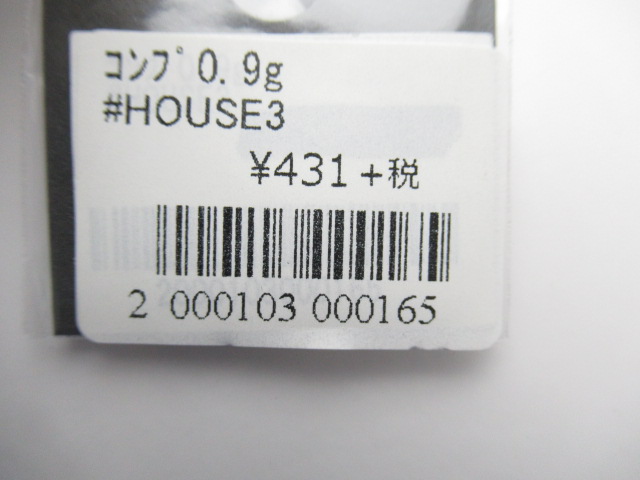 ｺﾝﾌﾟ0.9g
#HOUSE3
¥431+税
2 000103 000165